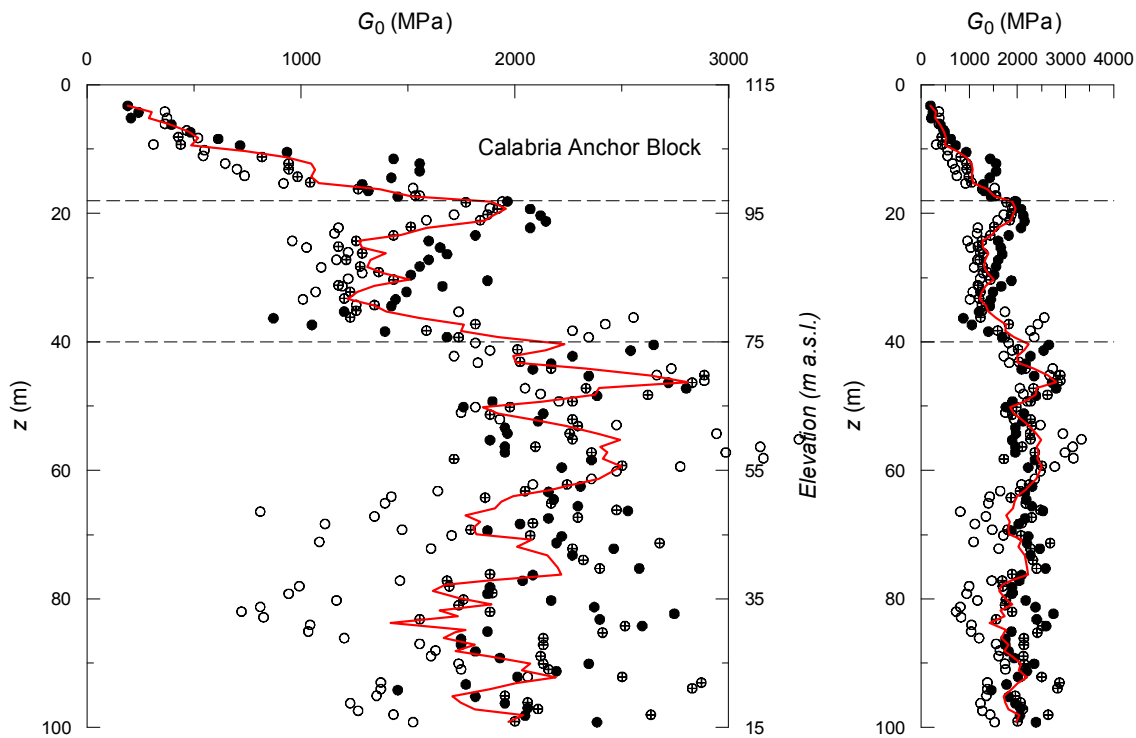 G₀ (MPa)
0 1000 2000 3000
0 20 40 60 80 100
z (m)
Calabria Anchor Block
115 95 75 55 35 15
Elevation (m a.s.l.)
G₀ (MPa)
0 1000 2000 3000 4000
0 20 40 60 80 100
z (m)